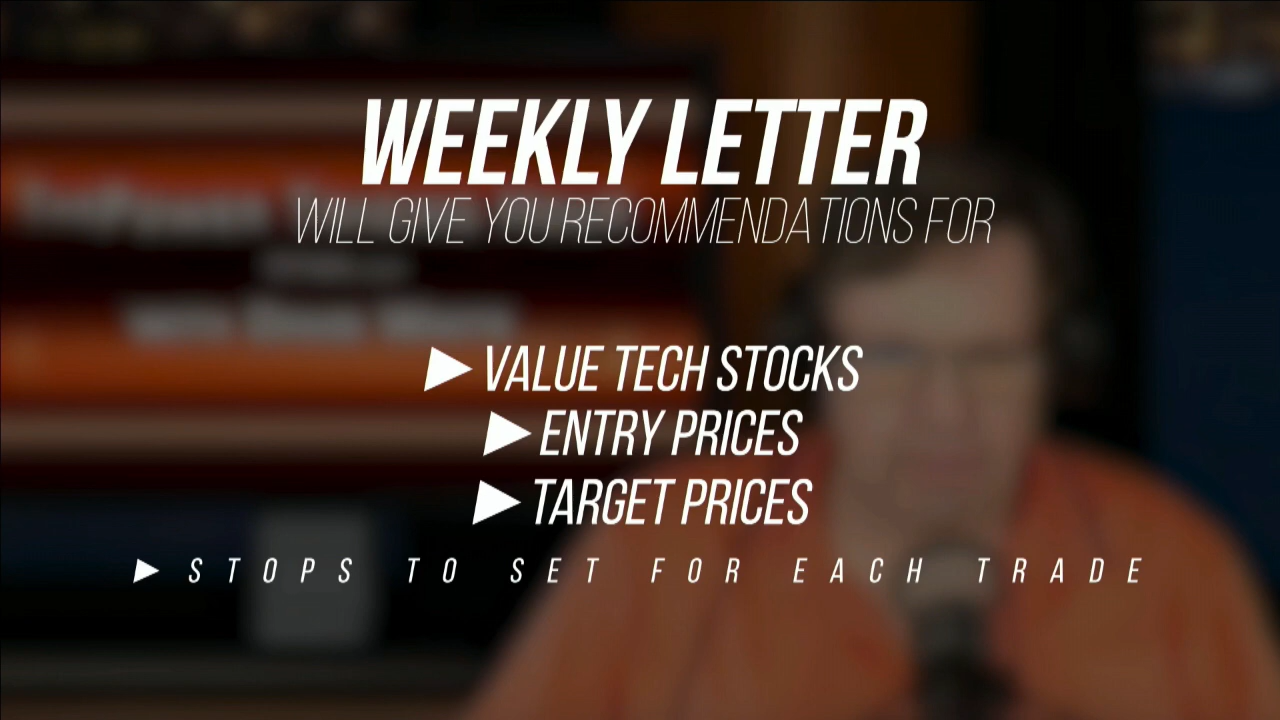 WEEKLY LETTER
WILL GIVE YOU RECOMMENDATIONS FOR
▶ VALUE TECH STOCKS
▶ ENTRY PRICES
▶ TARGET PRICES
▶ STOPS TO SET FOR EACH TRADE